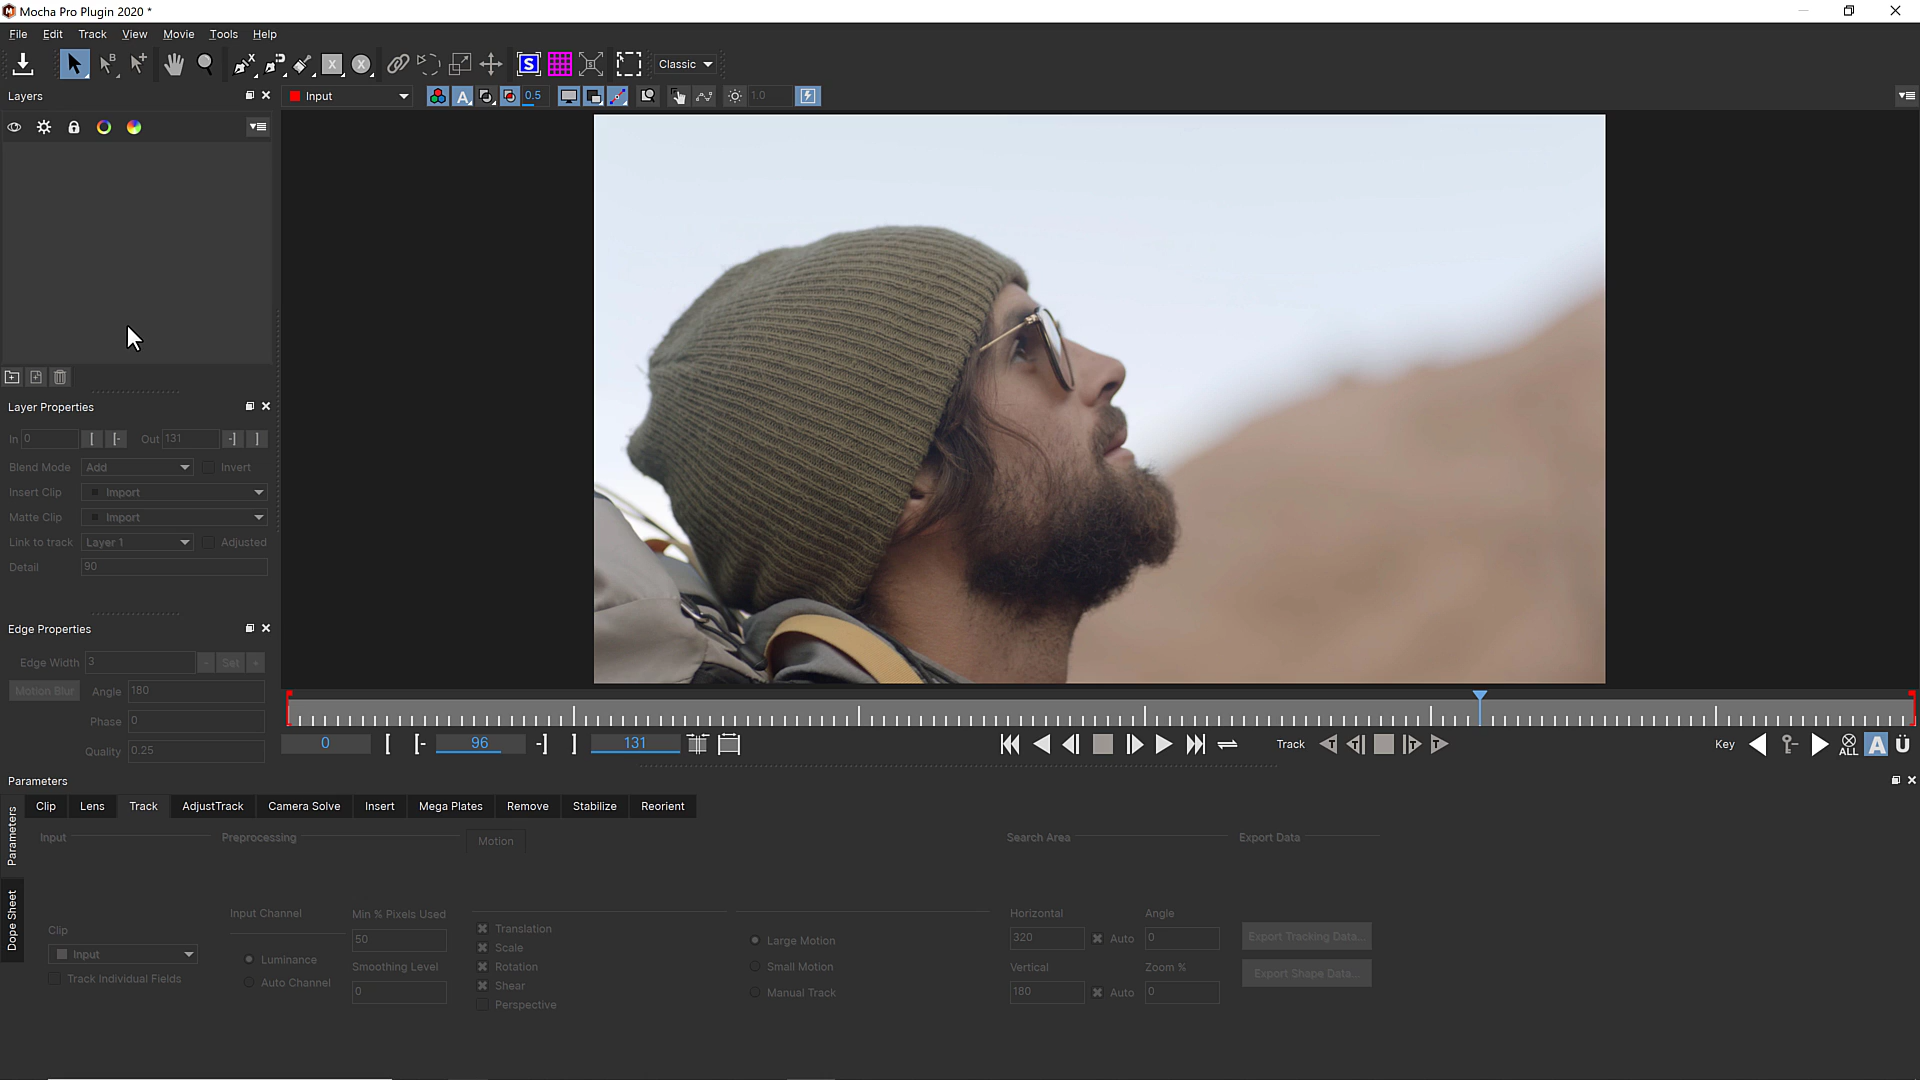 Mocha Pro Plugin 2020 *
File Edit Track View Movie Tools Help
Classic
Layers
Input
0.5
1.0
Layer Properties
In 0 Out 131
Blend Mode Add Invert
Insert Clip Import
Matte Clip Import
Link to track Layer 1 Adjusted
Detail 90
Edge Properties
Edge Width 3 - Set +
Motion Blur Angle 180
Phase 0
Quality 0.25
0 96 131 Track Key ALL
Parameters
Clip Lens Track AdjustTrack Camera Solve Insert Mega Plates Remove Stabilize Reorient
Parameters
Dope Sheet
Input Preprocessing Motion Search Area Export Data
Clip
Input
Track Individual Fields
Input Channel
Luminance
Auto Channel
Min % Pixels Used
50
Smoothing Level
0
Translation
Scale
Rotation
Shear
Perspective
Large Motion
Small Motion
Manual Track
Horizontal Angle
320 Auto 0
Vertical Zoom %
180 Auto 0
Export Tracking Data...
Export Shape Data...